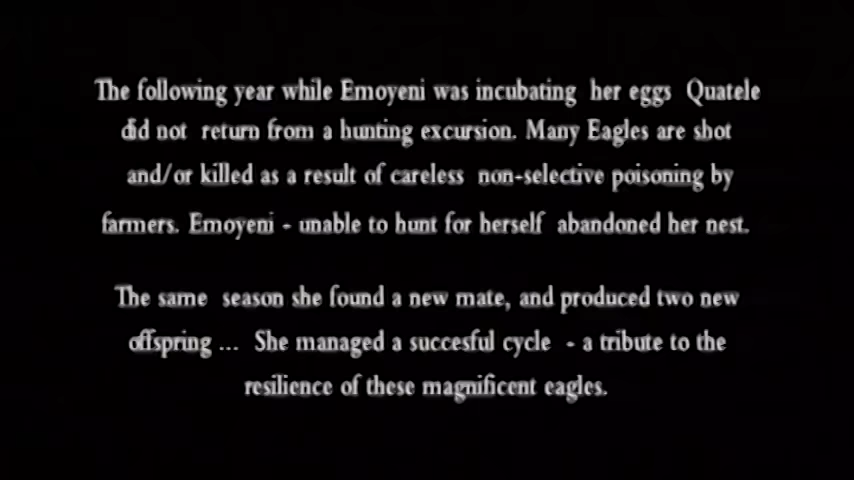 The following year while Emoyeni was incubating her eggs Quatele
did not return from a hunting excursion. Many Eagles are shot
and/or killed as a result of careless non-selective poisoning by
farmers. Emoyeni - unable to hunt for herself abandoned her nest.
The same season she found a new mate, and produced two new
offspring ... She managed a succesful cycle - a tribute to the
resilience of these magnificent eagles.